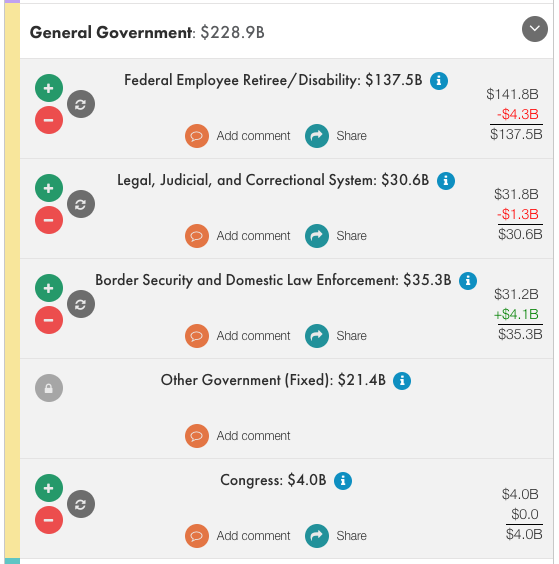 General Government: $228.9B
Federal Employee Retiree/Disability: $137.5B
$141.8B
-$4.3B
$137.5B
Add comment
Share
Legal, Judicial, and Correctional System: $30.6B
$31.8B
-$1.3B
$30.6B
Add comment
Share
Border Security and Domestic Law Enforcement: $35.3B
$31.2B
+$4.1B
$35.3B
Add comment
Share
Other Government (Fixed): $21.4B
Add comment
Congress: $4.0B
$4.0B
$0.0
$4.0B
Add comment
Share